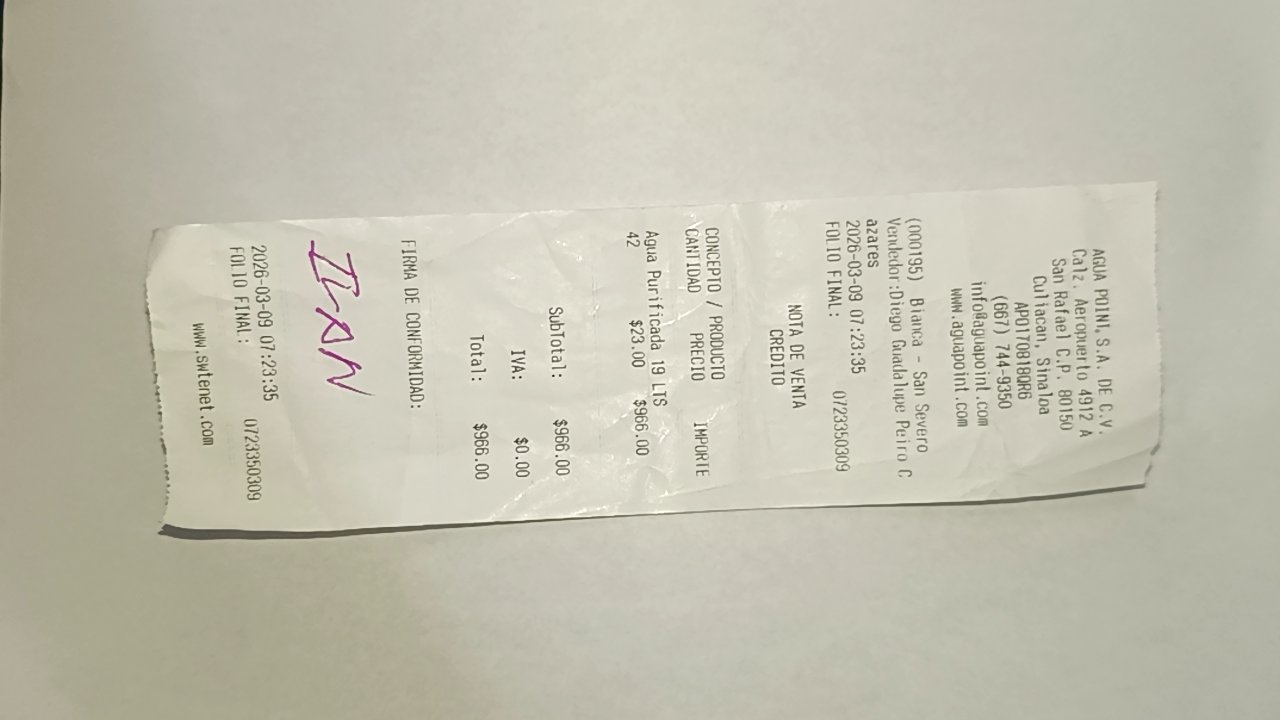 AGUA POINT, S.A. DE C.V.
Calz. Aeropuerto 4912 A
San Rafael C.P. 80150
Culiacan, Sinaloa
APO170818QR6
(667) 744-9350
info@aguapoint.com
www.aguapoint.com
(000195) Bianca - San Severo
Vendedor:Diego Guadalupe Peiro C
azares
2026-03-09 07:23:35
FOLIO FINAL: 0723350309
NOTA DE VENTA
CREDITO
CONCEPTO / PRODUCTO
CANTIDAD PRECIO IMPORTE
Agua Purificada 19 LTS
42 $23.00 $966.00
SubTotal: $966.00
IVA: $0.00
Total: $966.00
FIRMA DE CONFORMIDAD:
ILAN
2026-03-09 07:23:35
FOLIO FINAL: 0723350309
www.swtenet.com